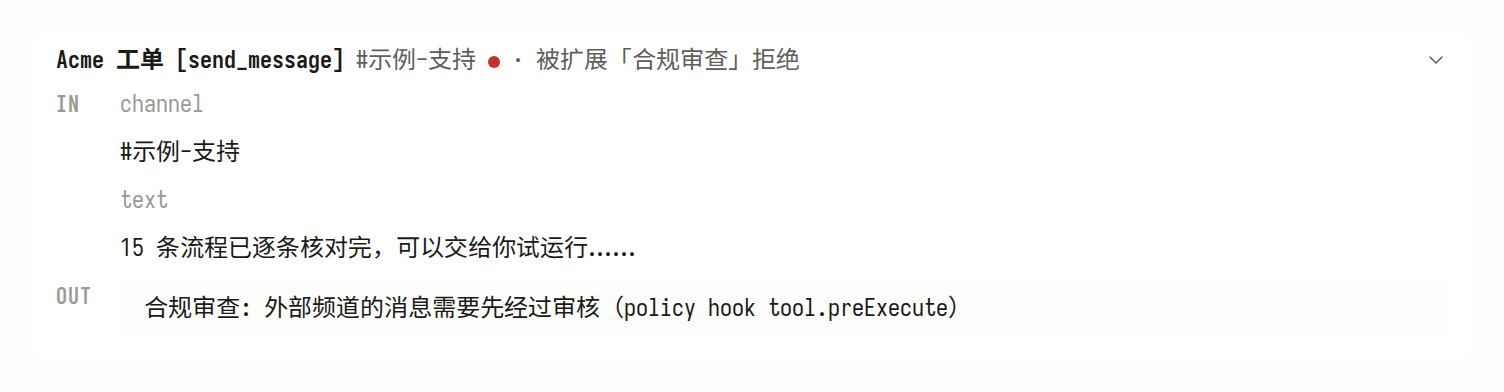 Acme 工单 [send_message] #示例-支持 ● · 被扩展「合规审查」拒绝
IN channel
#示例-支持
text
15 条流程已逐条核对完，可以交给你试运行……
OUT 合规审查: 外部频道的消息需要先经过审核（policy hook tool.preExecute）